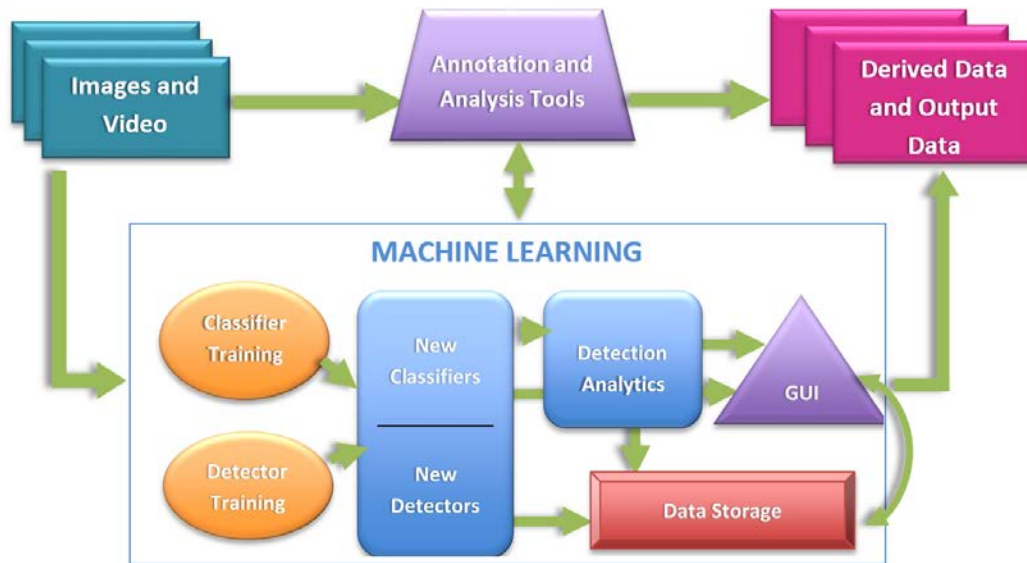 Images and
Video
Annotation and
Analysis Tools
Derived Data
and Output
Data
MACHINE LEARNING
Classifier
Training
Detector
Training
New
Classifiers
New
Detectors
Detection
Analytics
GUI
Data Storage